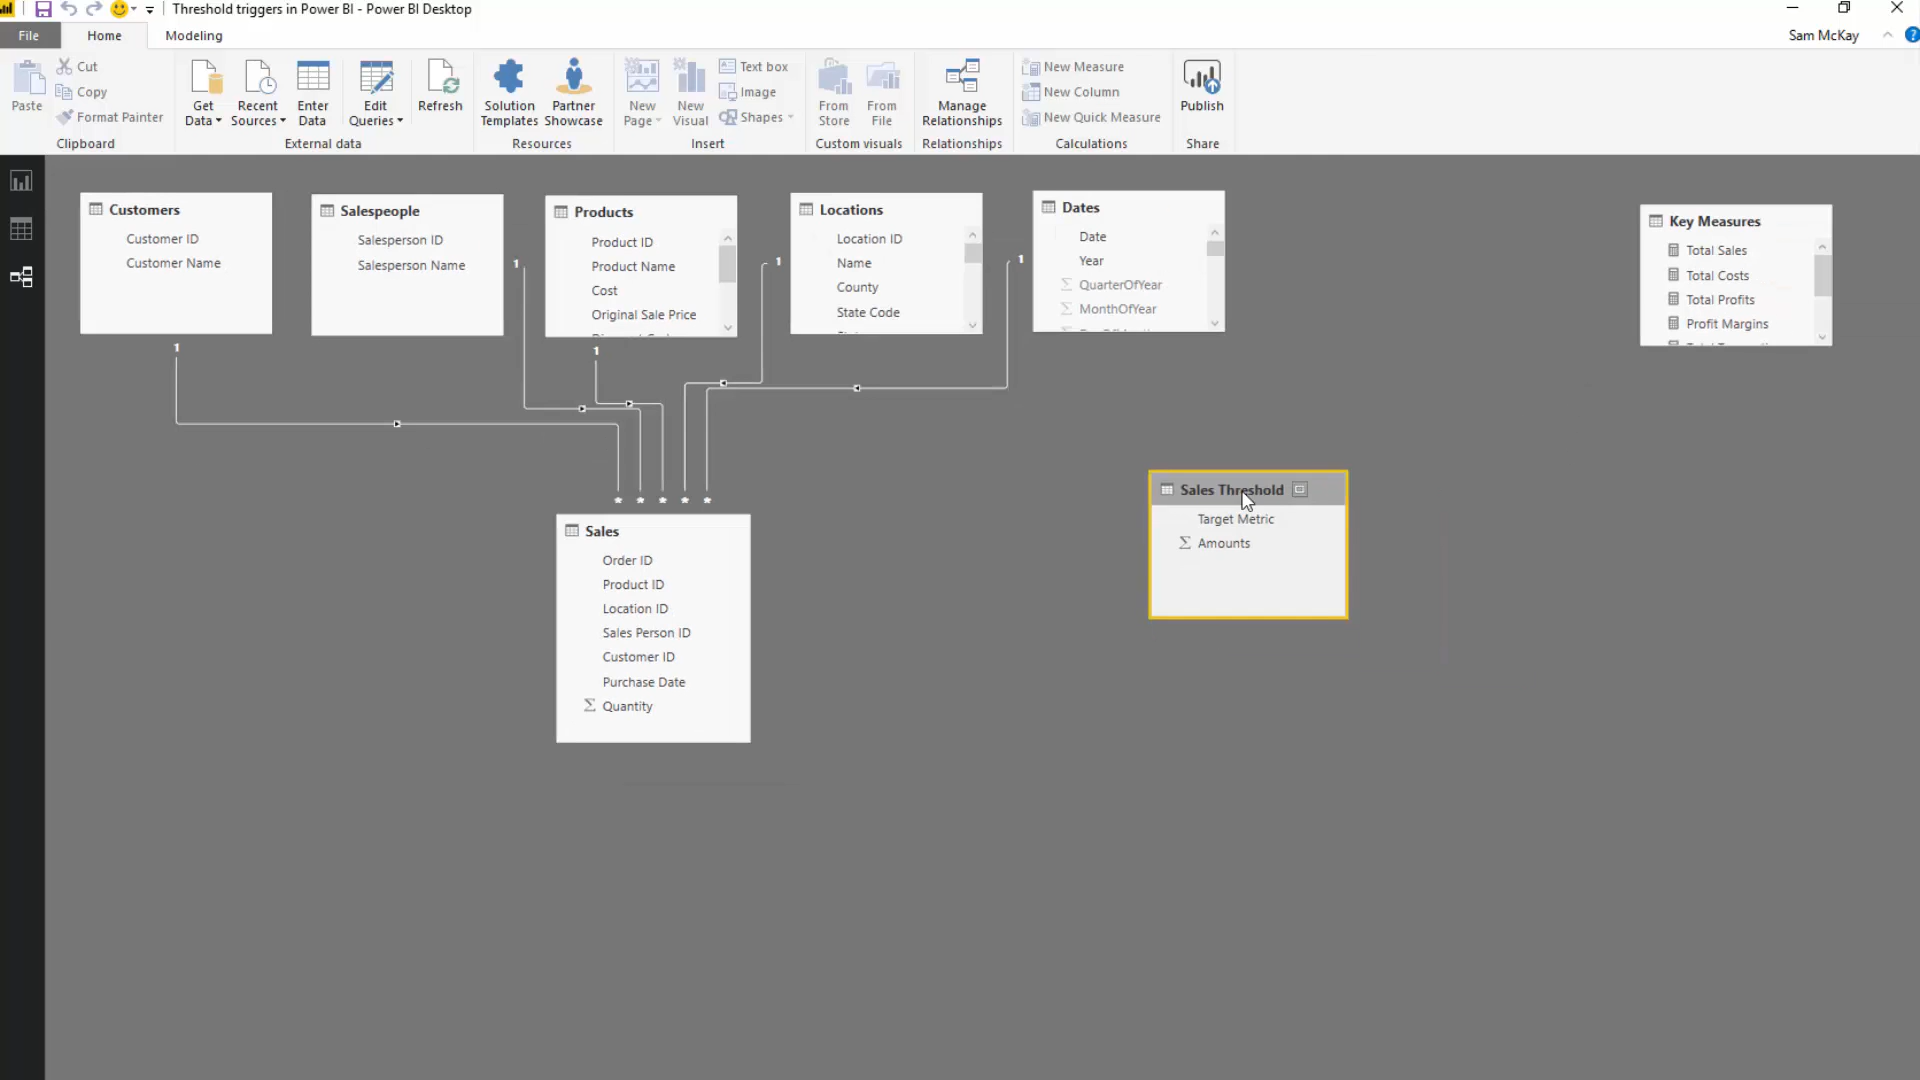 Threshold triggers in Power BI - Power BI Desktop
File
Home
Modeling
Sam McKay
Paste
Cut
Copy
Format Painter
Clipboard
Get Data
Recent Sources
Enter Data
Edit Queries
Refresh
External data
Solution Templates
Partner Showcase
Resources
New Page
New Visual
Text box
Image
Shapes
Insert
From Store
From File
Custom visuals
Manage Relationships
Relationships
New Measure
New Column
New Quick Measure
Calculations
Publish
Share
Customers
Customer ID
Customer Name
1
Salespeople
Salesperson ID
Salesperson Name
1
Products
Product ID
Product Name
Cost
Original Sale Price
1
Locations
Location ID
Name
County
State Code
1
Dates
Date
Year
Σ QuarterOfYear
Σ MonthOfYear
1
Key Measures
Total Sales
Total Costs
Total Profits
Profit Margins
* * * * *
Sales
Order ID
Product ID
Location ID
Sales Person ID
Customer ID
Purchase Date
Σ Quantity
Sales Threshold
Target Metric
Σ Amounts